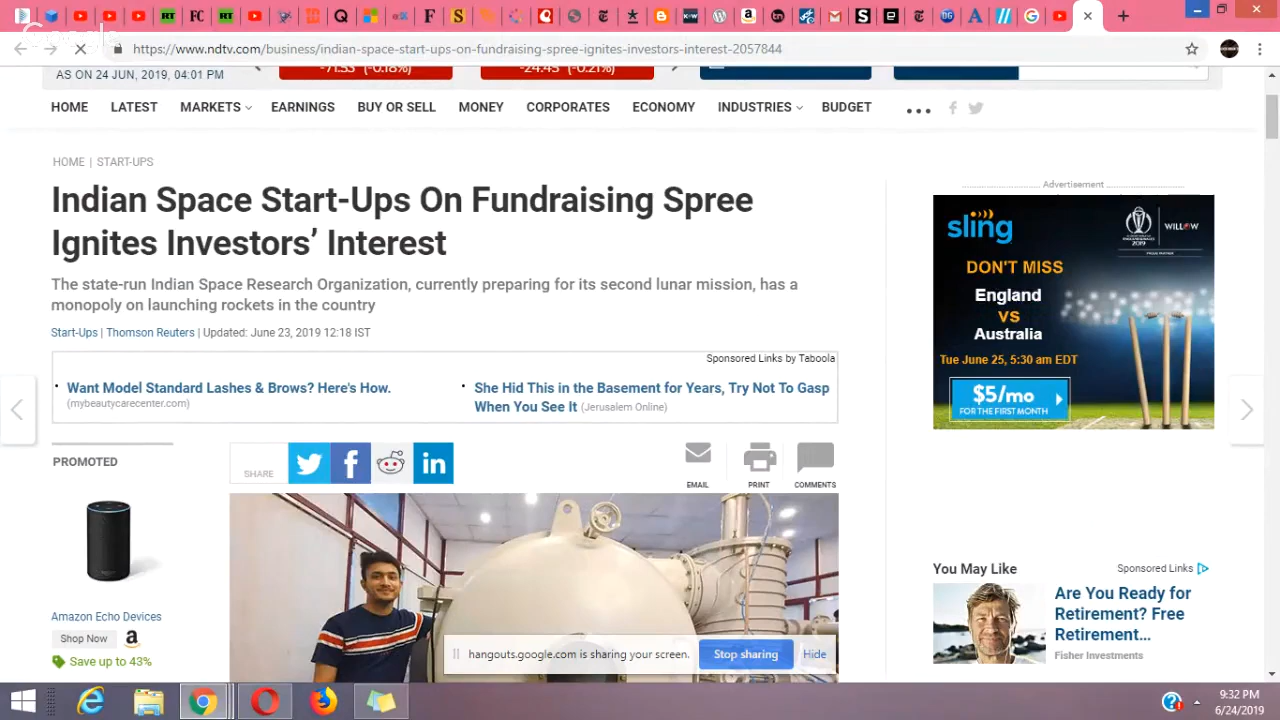 https://www.ndtv.com/business/indian-space-start-ups-on-fundraising-spree-ignites-investors-interest-2057844
AS ON 24 JUN, 2019, 04:01 PM
-71.53 (-0.18%)
-24.45 (-0.21%)
HOME LATEST MARKETS EARNINGS BUY OR SELL MONEY CORPORATES ECONOMY INDUSTRIES BUDGET
HOME | START-UPS
Indian Space Start-Ups On Fundraising Spree
Ignites Investors’ Interest
The state-run Indian Space Research Organization, currently preparing for its second lunar mission, has a
monopoly on launching rockets in the country
Start-Ups | Thomson Reuters | Updated: June 23, 2019 12:18 IST
Sponsored Links by Taboola
Want Model Standard Lashes & Brows? Here's How.
(mybeautycarecenter.com)
She Hid This in the Basement for Years, Try Not To Gasp
When You See It (Jerusalem Online)
PROMOTED
SHARE
EMAIL PRINT COMMENTS
Amazon Echo Devices
Shop Now
Save up to 43%
Advertisement
sling
WILLOW
DON'T MISS
England
VS
Australia
Tue June 25, 5:30 am EDT
$5/mo
FOR THE FIRST MONTH
You May Like
Sponsored Links
Are You Ready for
Retirement? Free
Retirement...
Fisher Investments
hangouts.google.com is sharing your screen.
Stop sharing
Hide
9:32 PM
6/24/2019